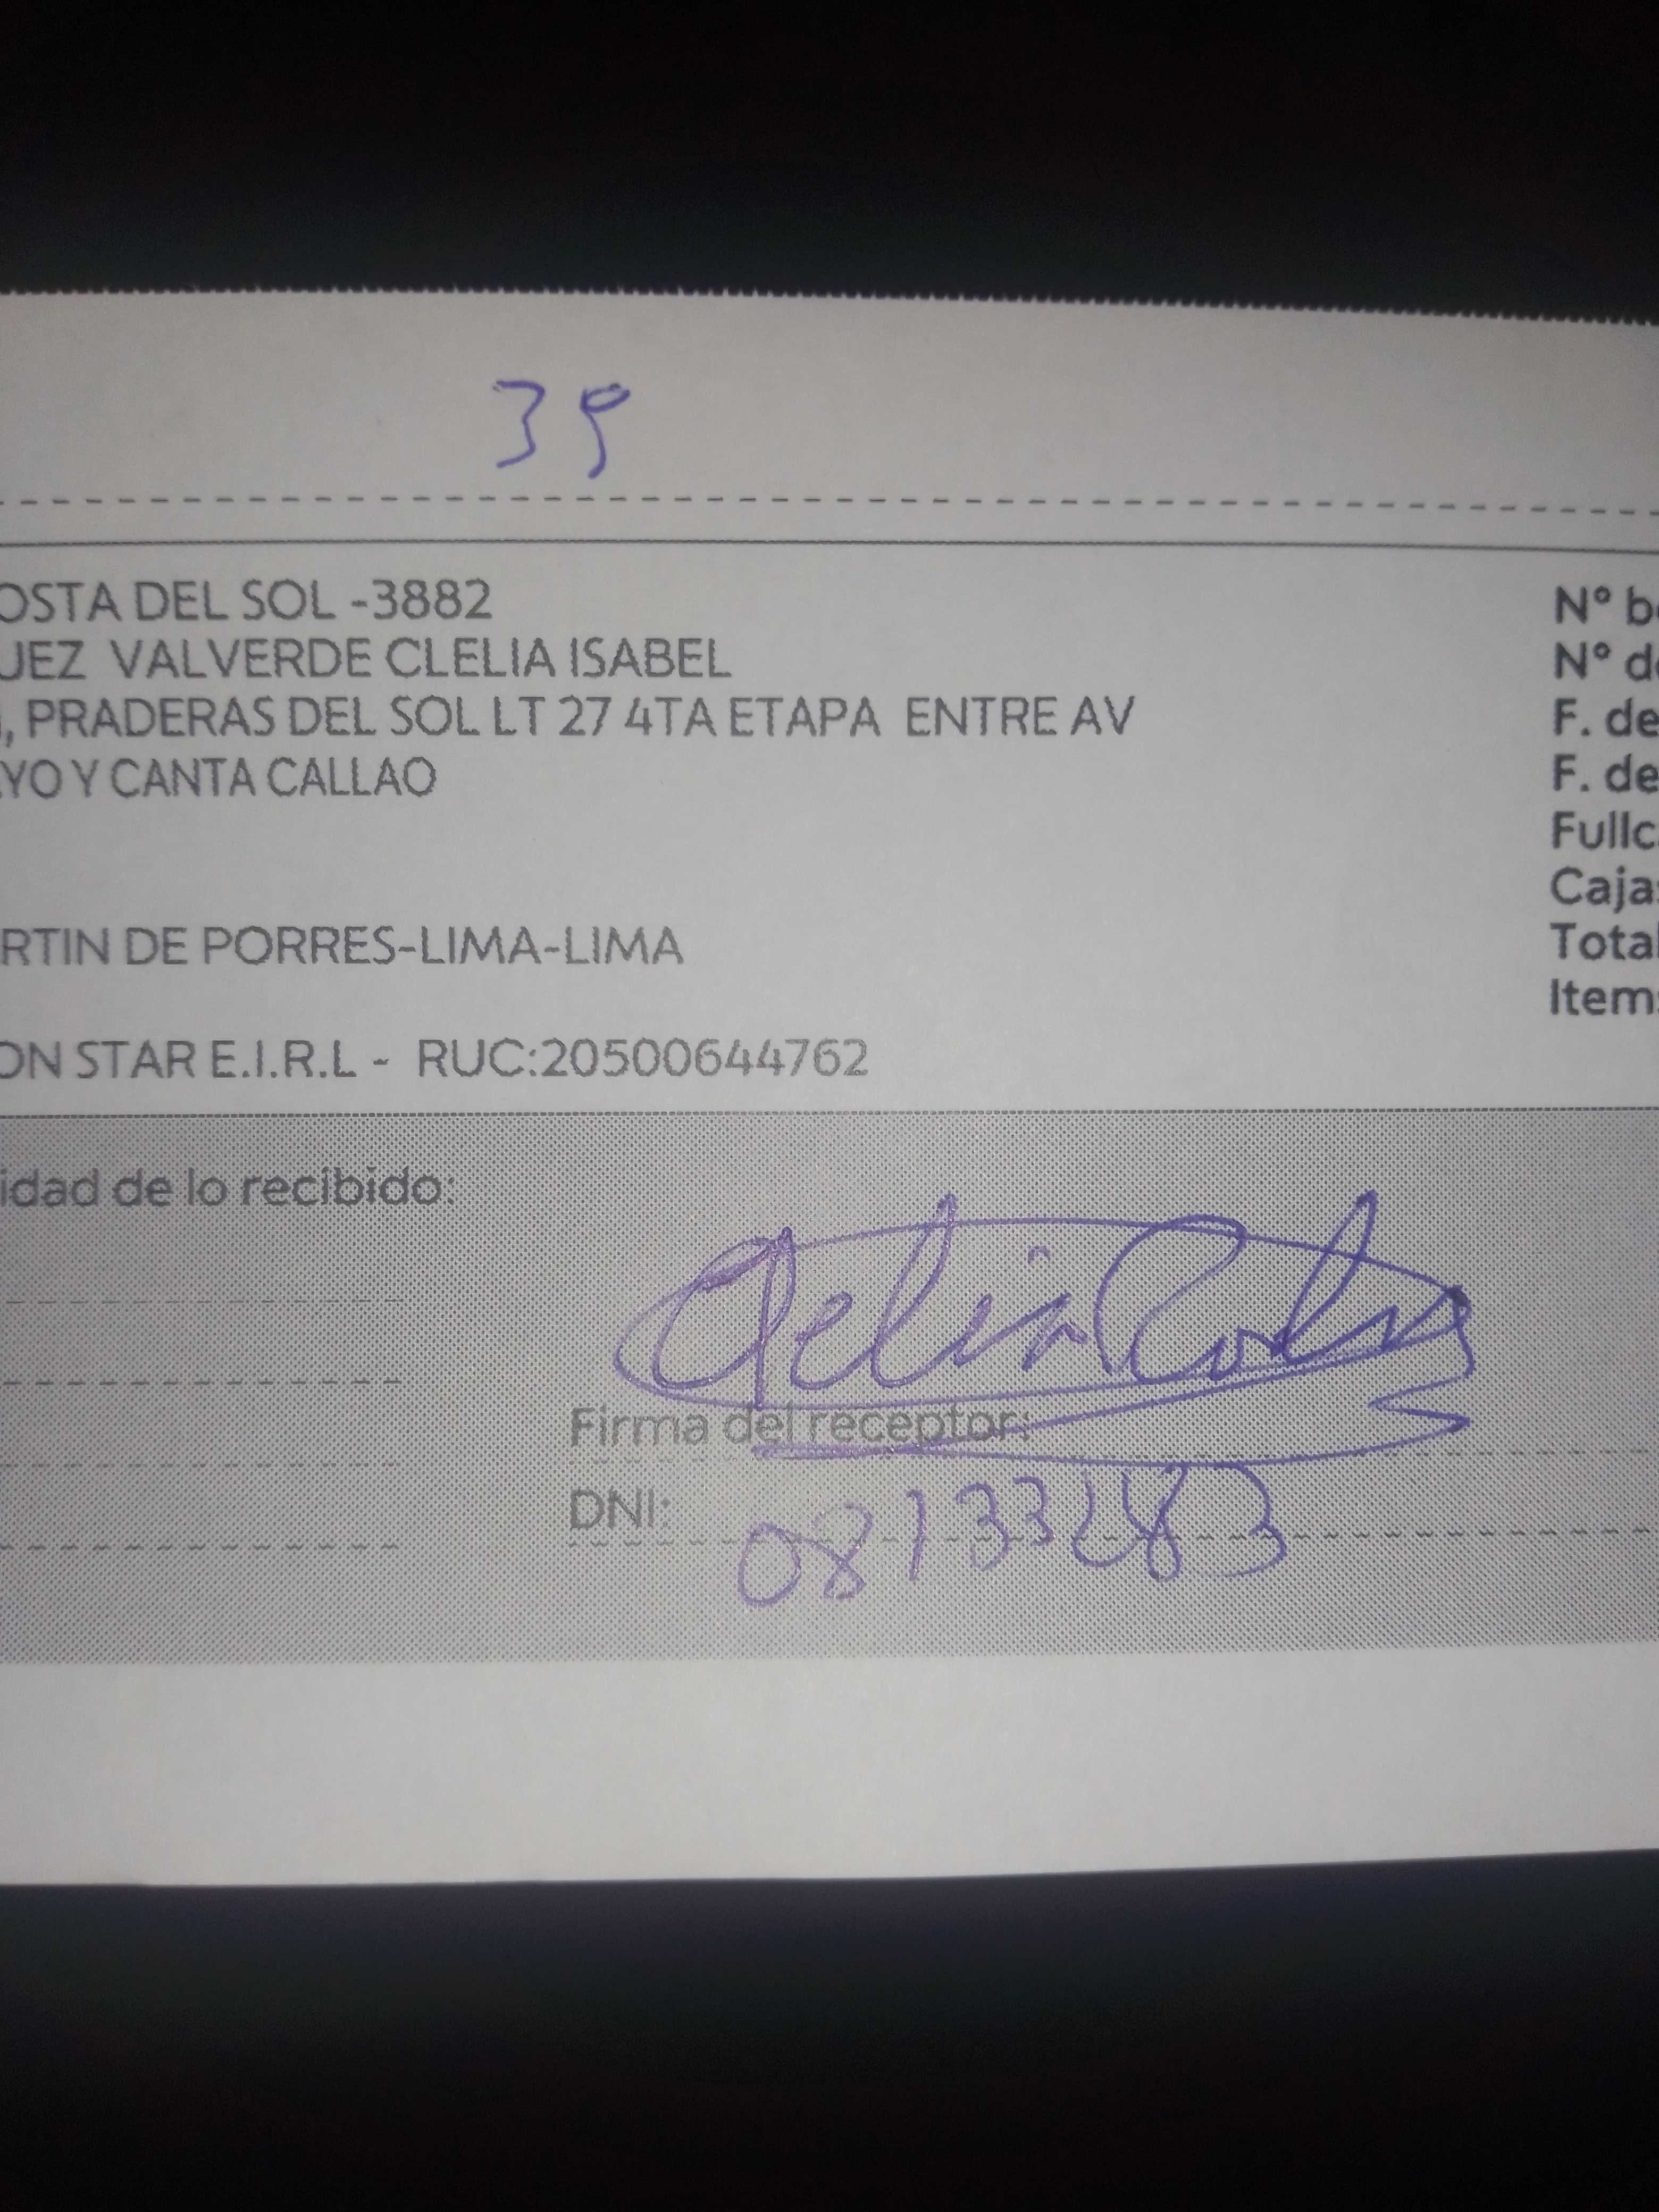 39
OSTA DEL SOL -3882
UEZ VALVERDE CLELIA ISABEL
, PRADERAS DEL SOL LT 27 4TA ETAPA ENTRE AV
YO Y CANTA CALLAO
RTIN DE PORRES-LIMA-LIMA
ON STAR E.I.R.L - RUC:20500644762
N° b
N° d
F. de
F. de
Fullc
Caja
Total
Item
idad de lo recibido:
Clelia
Firma del receptor:
DNI: